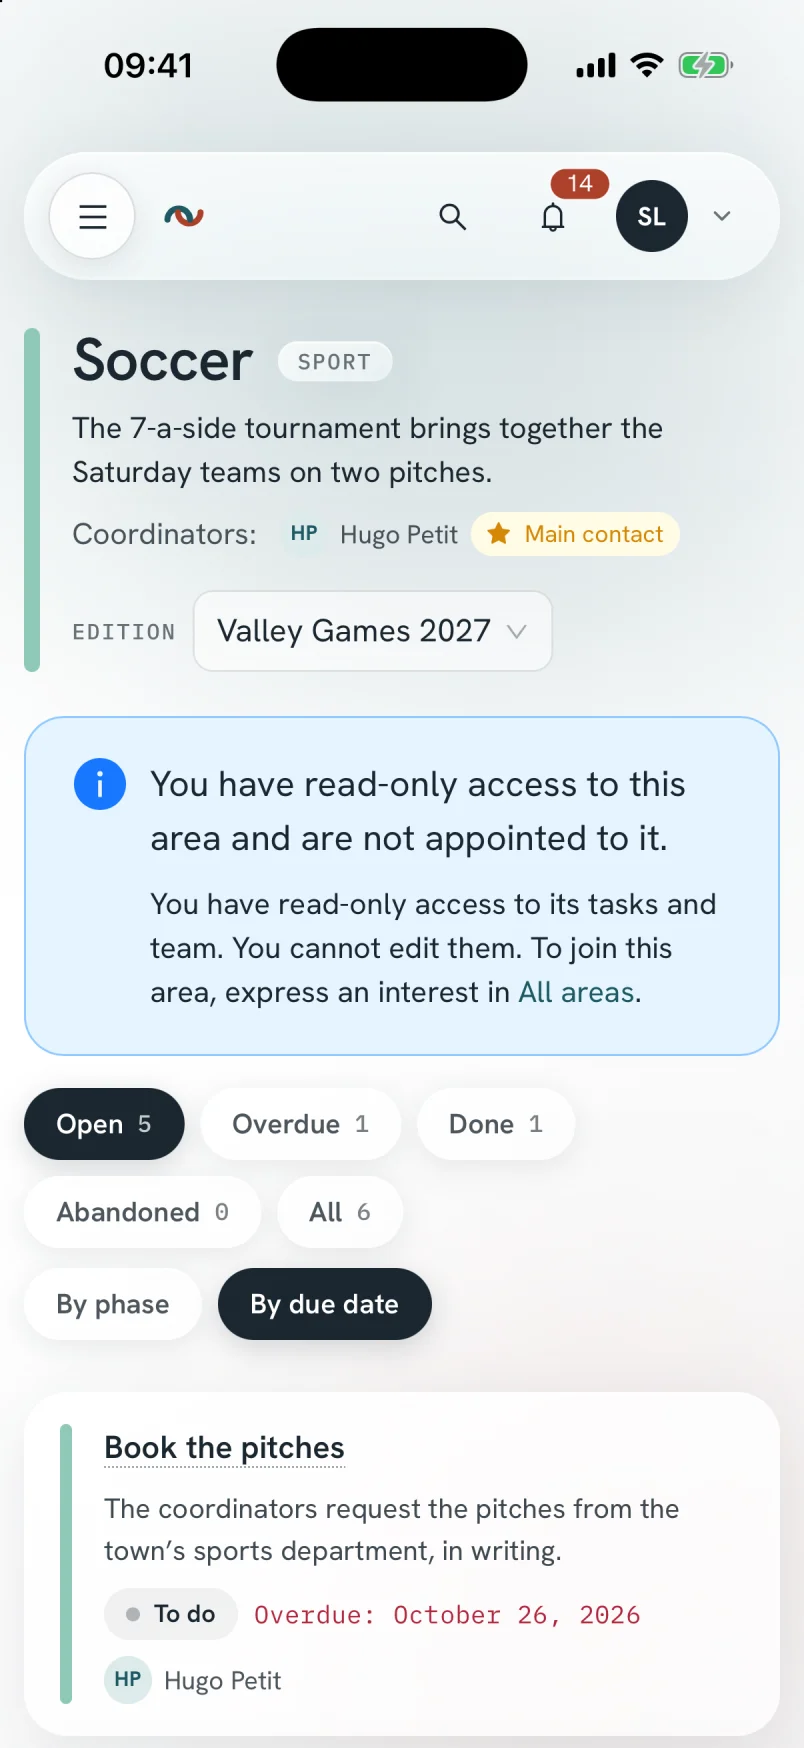 09:41
14
SL
Soccer SPORT
The 7-a-side tournament brings together the
Saturday teams on two pitches.
Coordinators: HP Hugo Petit Main contact
EDITION Valley Games 2027
You have read-only access to this
area and are not appointed to it.
You have read-only access to its tasks and
team. You cannot edit them. To join this
area, express an interest in All areas.
Open 5 Overdue 1 Done 1
Abandoned 0 All 6
By phase By due date
Book the pitches
The coordinators request the pitches from the
town’s sports department, in writing.
To do Overdue: October 26, 2026
HP Hugo Petit